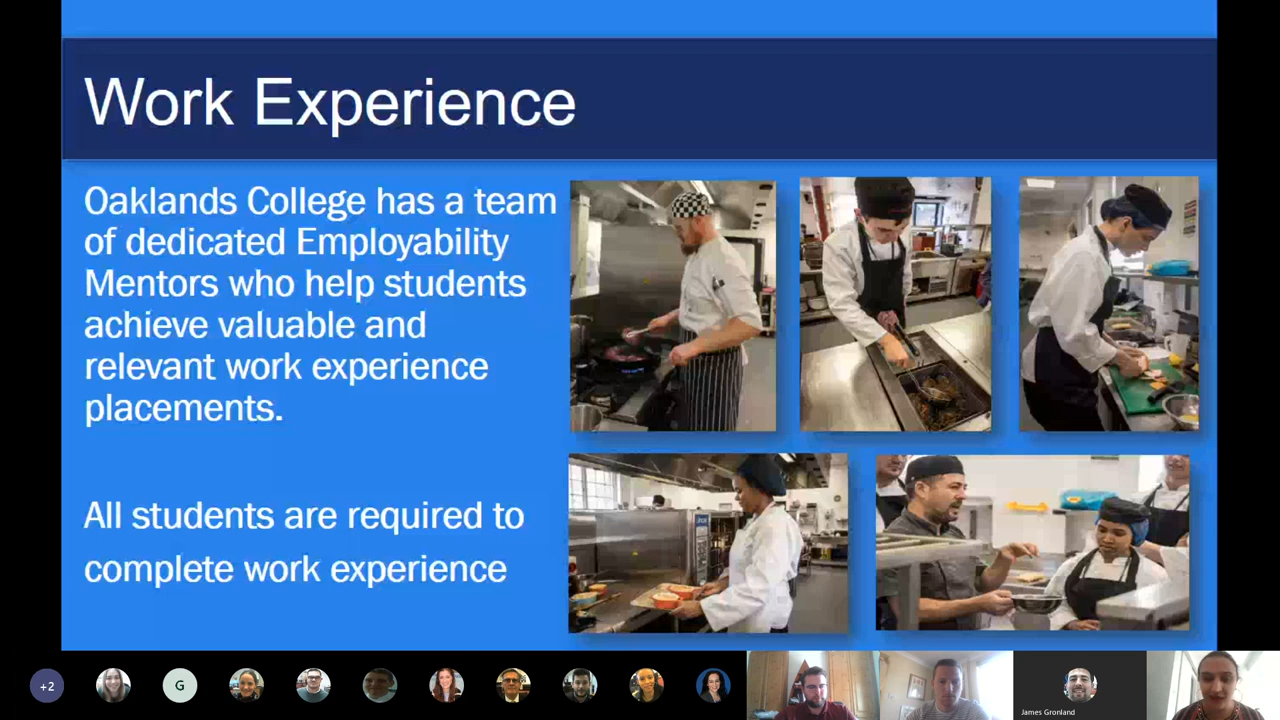 Work Experience
Oaklands College has a team
of dedicated Employability
Mentors who help students
achieve valuable and
relevant work experience
placements.
All students are required to
complete work experience
+2
G
James Gronland